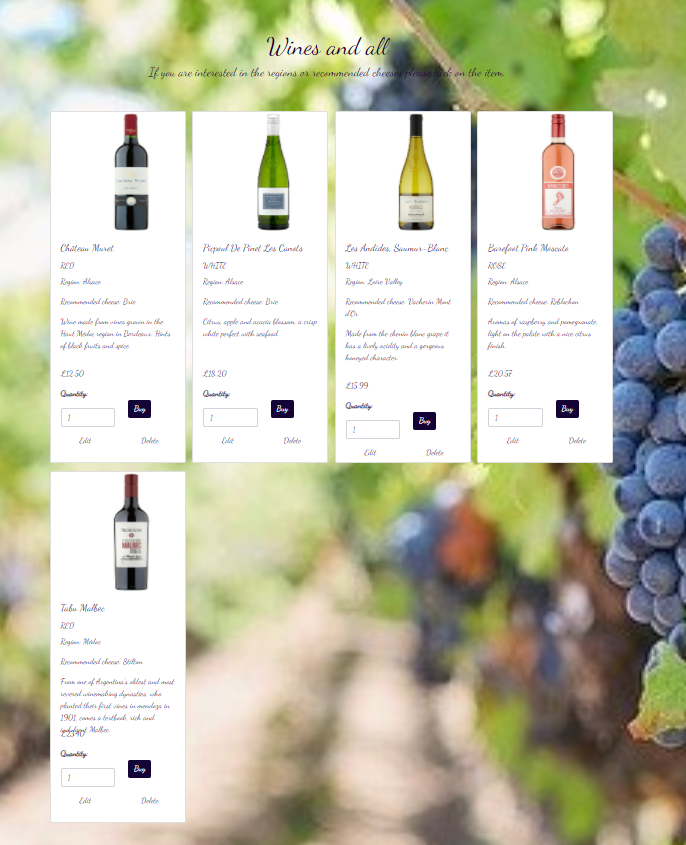 Wines and all
If you are interested in the regions or recommended cheeses please click on the item.
Château Muret
RED
Region: Alsace
Recommended cheese: Brie
Wine made from vines grown in the
Haut Médoc region in Bordeaux. Hints
of black fruits and spice.
£12.50
Quantity:
1
Buy
Edit
Delete
Picpoul De Pinet Les Canots
WHITE
Region: Alsace
Recommended cheese: Brie
Citrus, apple and acacia blossom, a crisp
white perfect with seafood.
£18.20
Quantity:
1
Buy
Edit
Delete
Les Andides, Saumur-Blanc
WHITE
Region: Loire Valley
Recommended cheese: Vacherin Mont
d'Or
Made from the chenin blanc grape it
has a lively acidity and a gorgeous
honeyed character.
£15.99
Quantity:
1
Buy
Edit
Delete
BAREFOOT
Barefoot Pink Moscato
ROSE
Region: Alsace
Recommended cheese: Reblochon
Aromas of raspberry and pomegranate,
light on the palate with a nice citrus
finish.
£20.57
Quantity:
1
Buy
Edit
Delete
MALBEC
Tabu Malbec
RED
Region: Médoc
Recommended cheese: Stilton
From one of Argentina's oldest and most
revered winemaking dynasties, who
planted their first vines in mendoza in
1901, comes a textbook, rich and
indulgent Malbec.
Quantity:
1
Buy
Edit
Delete